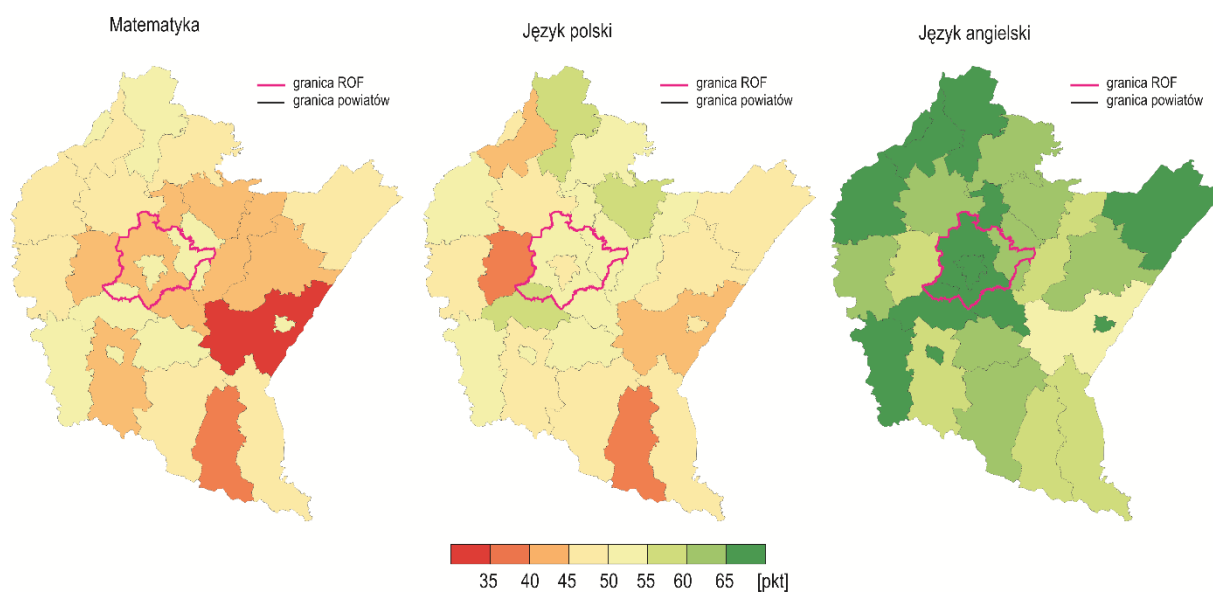 Matematyka
granica ROF
granica powiatów
Język polski
granica ROF
granica powiatów
Język angielski
granica ROF
granica powiatów
35 40 45 50 55 60 65 [pkt]